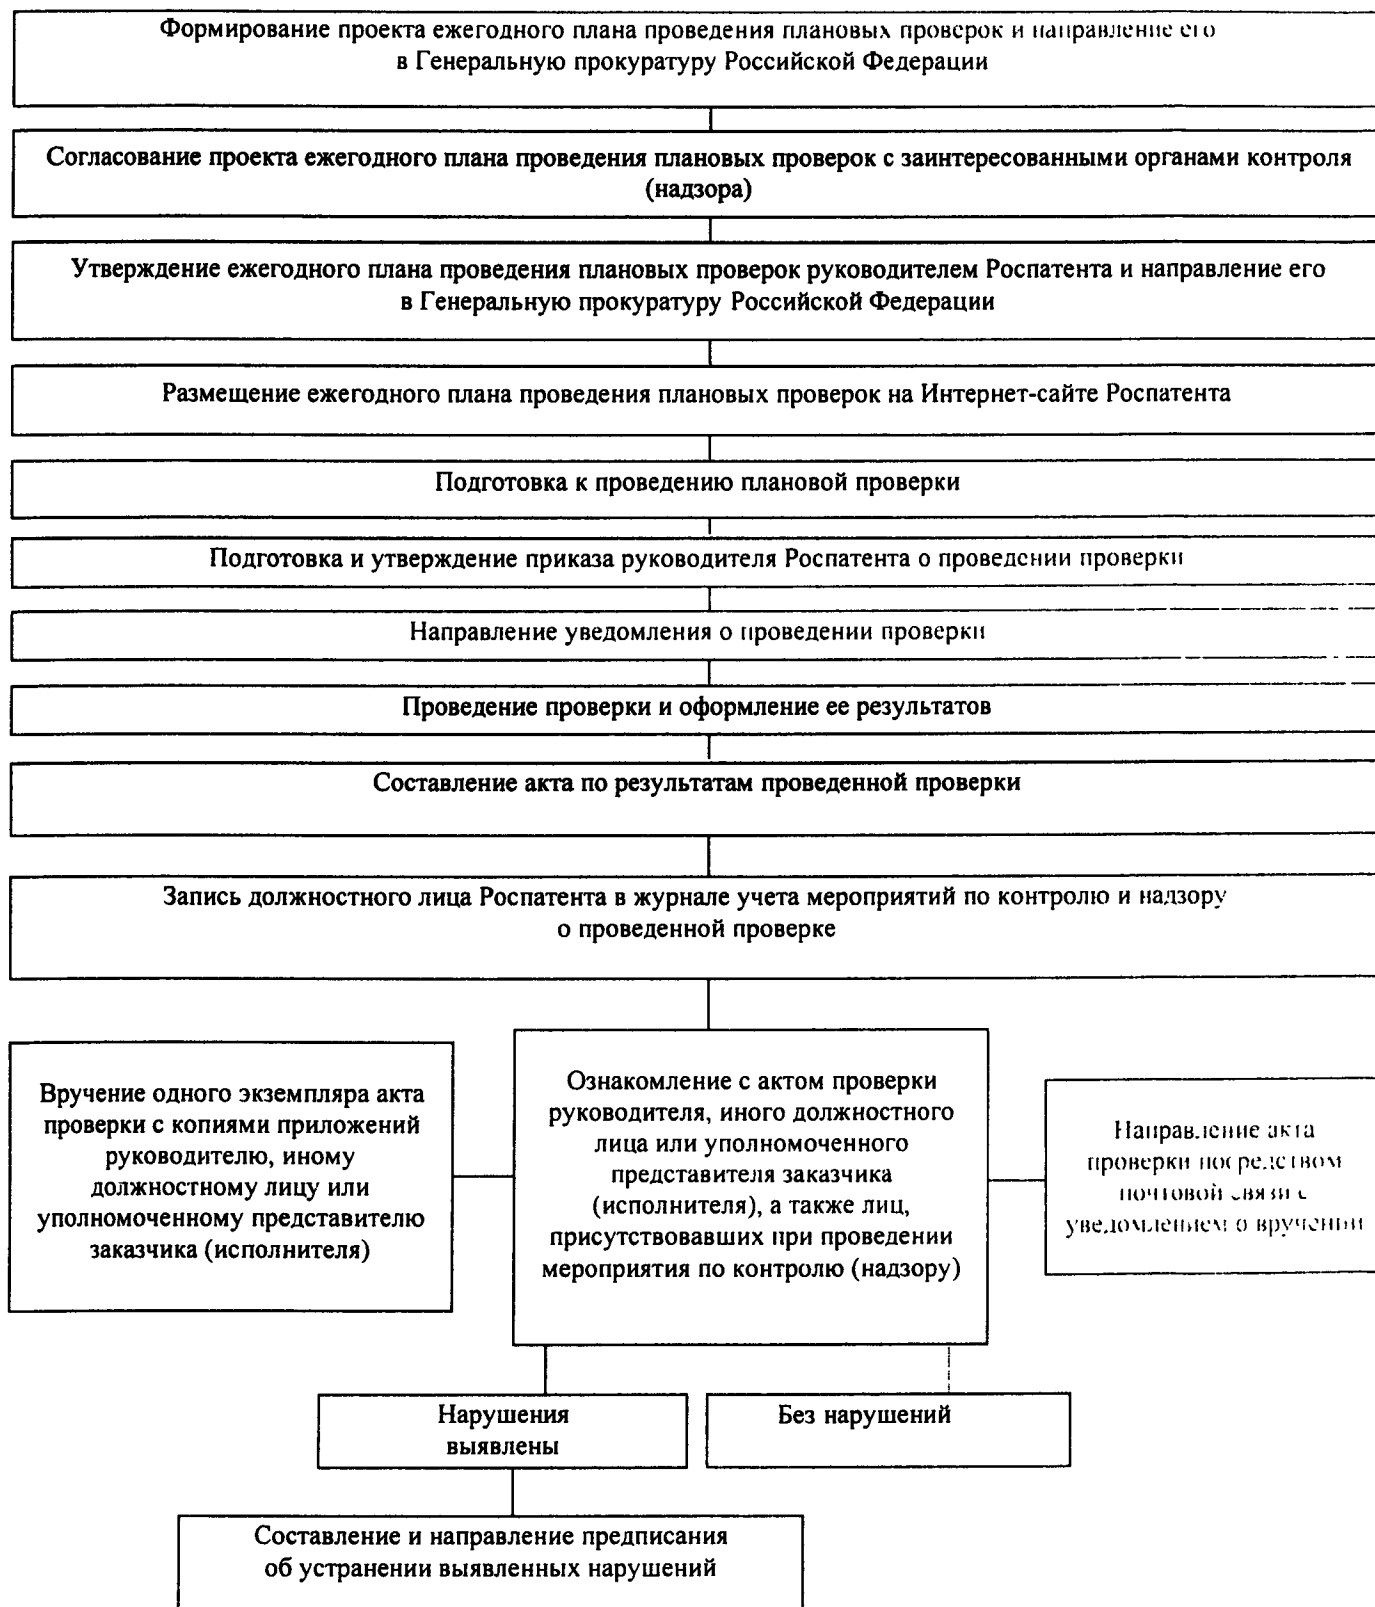 Формирование проекта ежегодного плана проведения плановых проверок и направление его
в Генеральную прокуратуру Российской Федерации
Согласование проекта ежегодного плана проведения плановых проверок с заинтересованными органами контроля
(надзора)
Утверждение ежегодного плана проведения плановых проверок руководителем Роспатента и направление его
в Генеральную прокуратуру Российской Федерации
Размещение ежегодного плана проведения плановых проверок на Интернет-сайте Роспатента
Подготовка к проведению плановой проверки
Подготовка и утверждение приказа руководителя Роспатента о проведении проверки
Направление уведомления о проведении проверки
Проведение проверки и оформление ее результатов
Составление акта по результатам проведенной проверки
Запись должностного лица Роспатента в журнале учета мероприятий по контролю и надзору
о проведенной проверке
Вручение одного экземпляра акта
проверки с копиями приложений
руководителю, иному
должностному лицу или
уполномоченному представителю
заказчика (исполнителя)
Ознакомление с актом проверки
руководителя, иного должностного
лица или уполномоченного
представителя заказчика
(исполнителя), а также лиц,
присутствовавших при проведении
мероприятия по контролю (надзору)
Направление акта
проверки посредством
почтовой связи с
уведомлением о вручении
Нарушения
выявлены
Без нарушений
Составление и направление предписания
об устранении выявленных нарушений